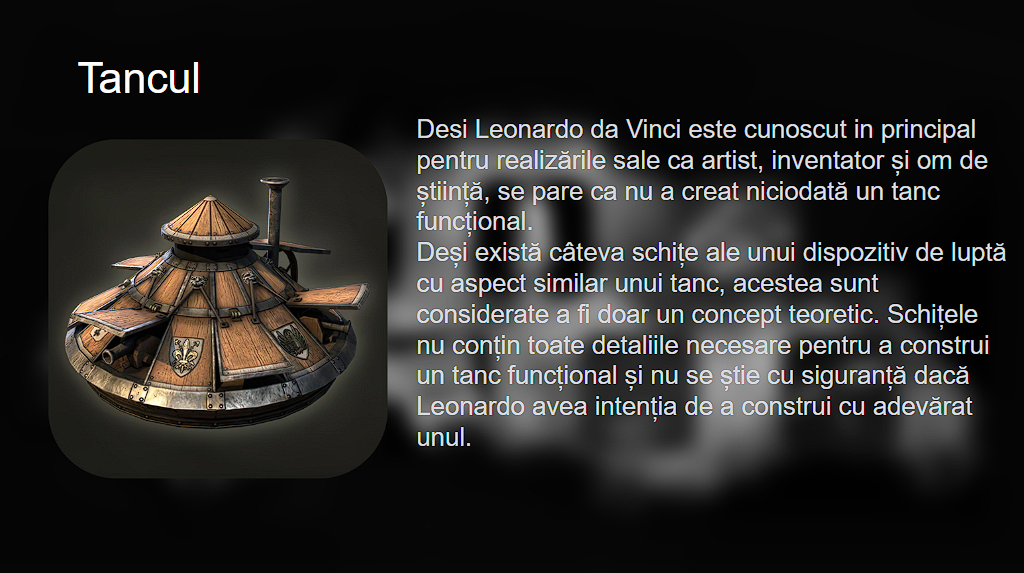 Tancul
Desi Leonardo da Vinci este cunoscut in principal
pentru realizările sale ca artist, inventator și om de
știință, se pare ca nu a creat niciodată un tanc
funcțional.
Deși există câteva schițe ale unui dispozitiv de luptă
cu aspect similar unui tanc, acestea sunt
considerate a fi doar un concept teoretic. Schițele
nu conțin toate detaliile necesare pentru a construi
un tanc funcțional și nu se știe cu siguranță dacă
Leonardo avea intenția de a construi cu adevărat
unul.